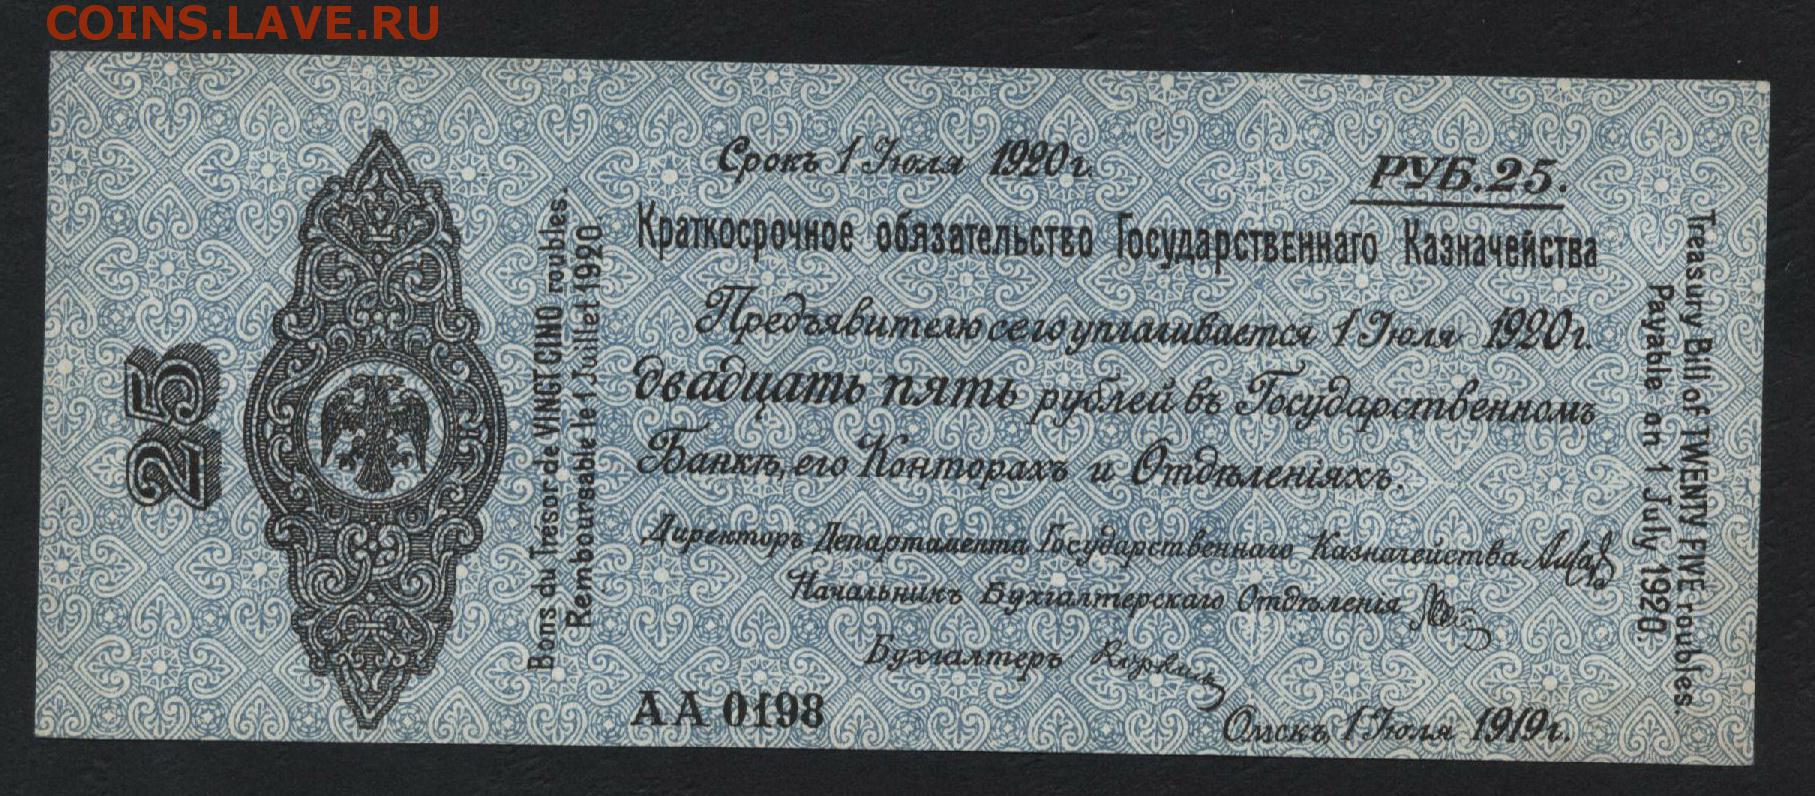 COINS.LAVE.RU
Срокъ 1 Июля 1920 г.
РУБ. 25.
Краткосрочное обязательство Государственнаго Казначейства
Предъявителю сего уплачивается 1 Июля 1920 г.
двадцать пять рублей въ Государственномъ
Банкѣ, его Конторахъ и Отдѣленіяхъ.
Директоръ Департамента Государственнаго Казначейства
Начальникъ Бухгалтерскаго Отдѣленія
Бухгалтеръ
АА 0198
Омскъ, 1 Июля 1919 г.
25
Bons du Tresor de VINGT CINQ roubles.
Remboursable le 1 Juillet 1920
Treasury Bill of TWENTY FIVE roubles.
Payable on 1 July 1920.